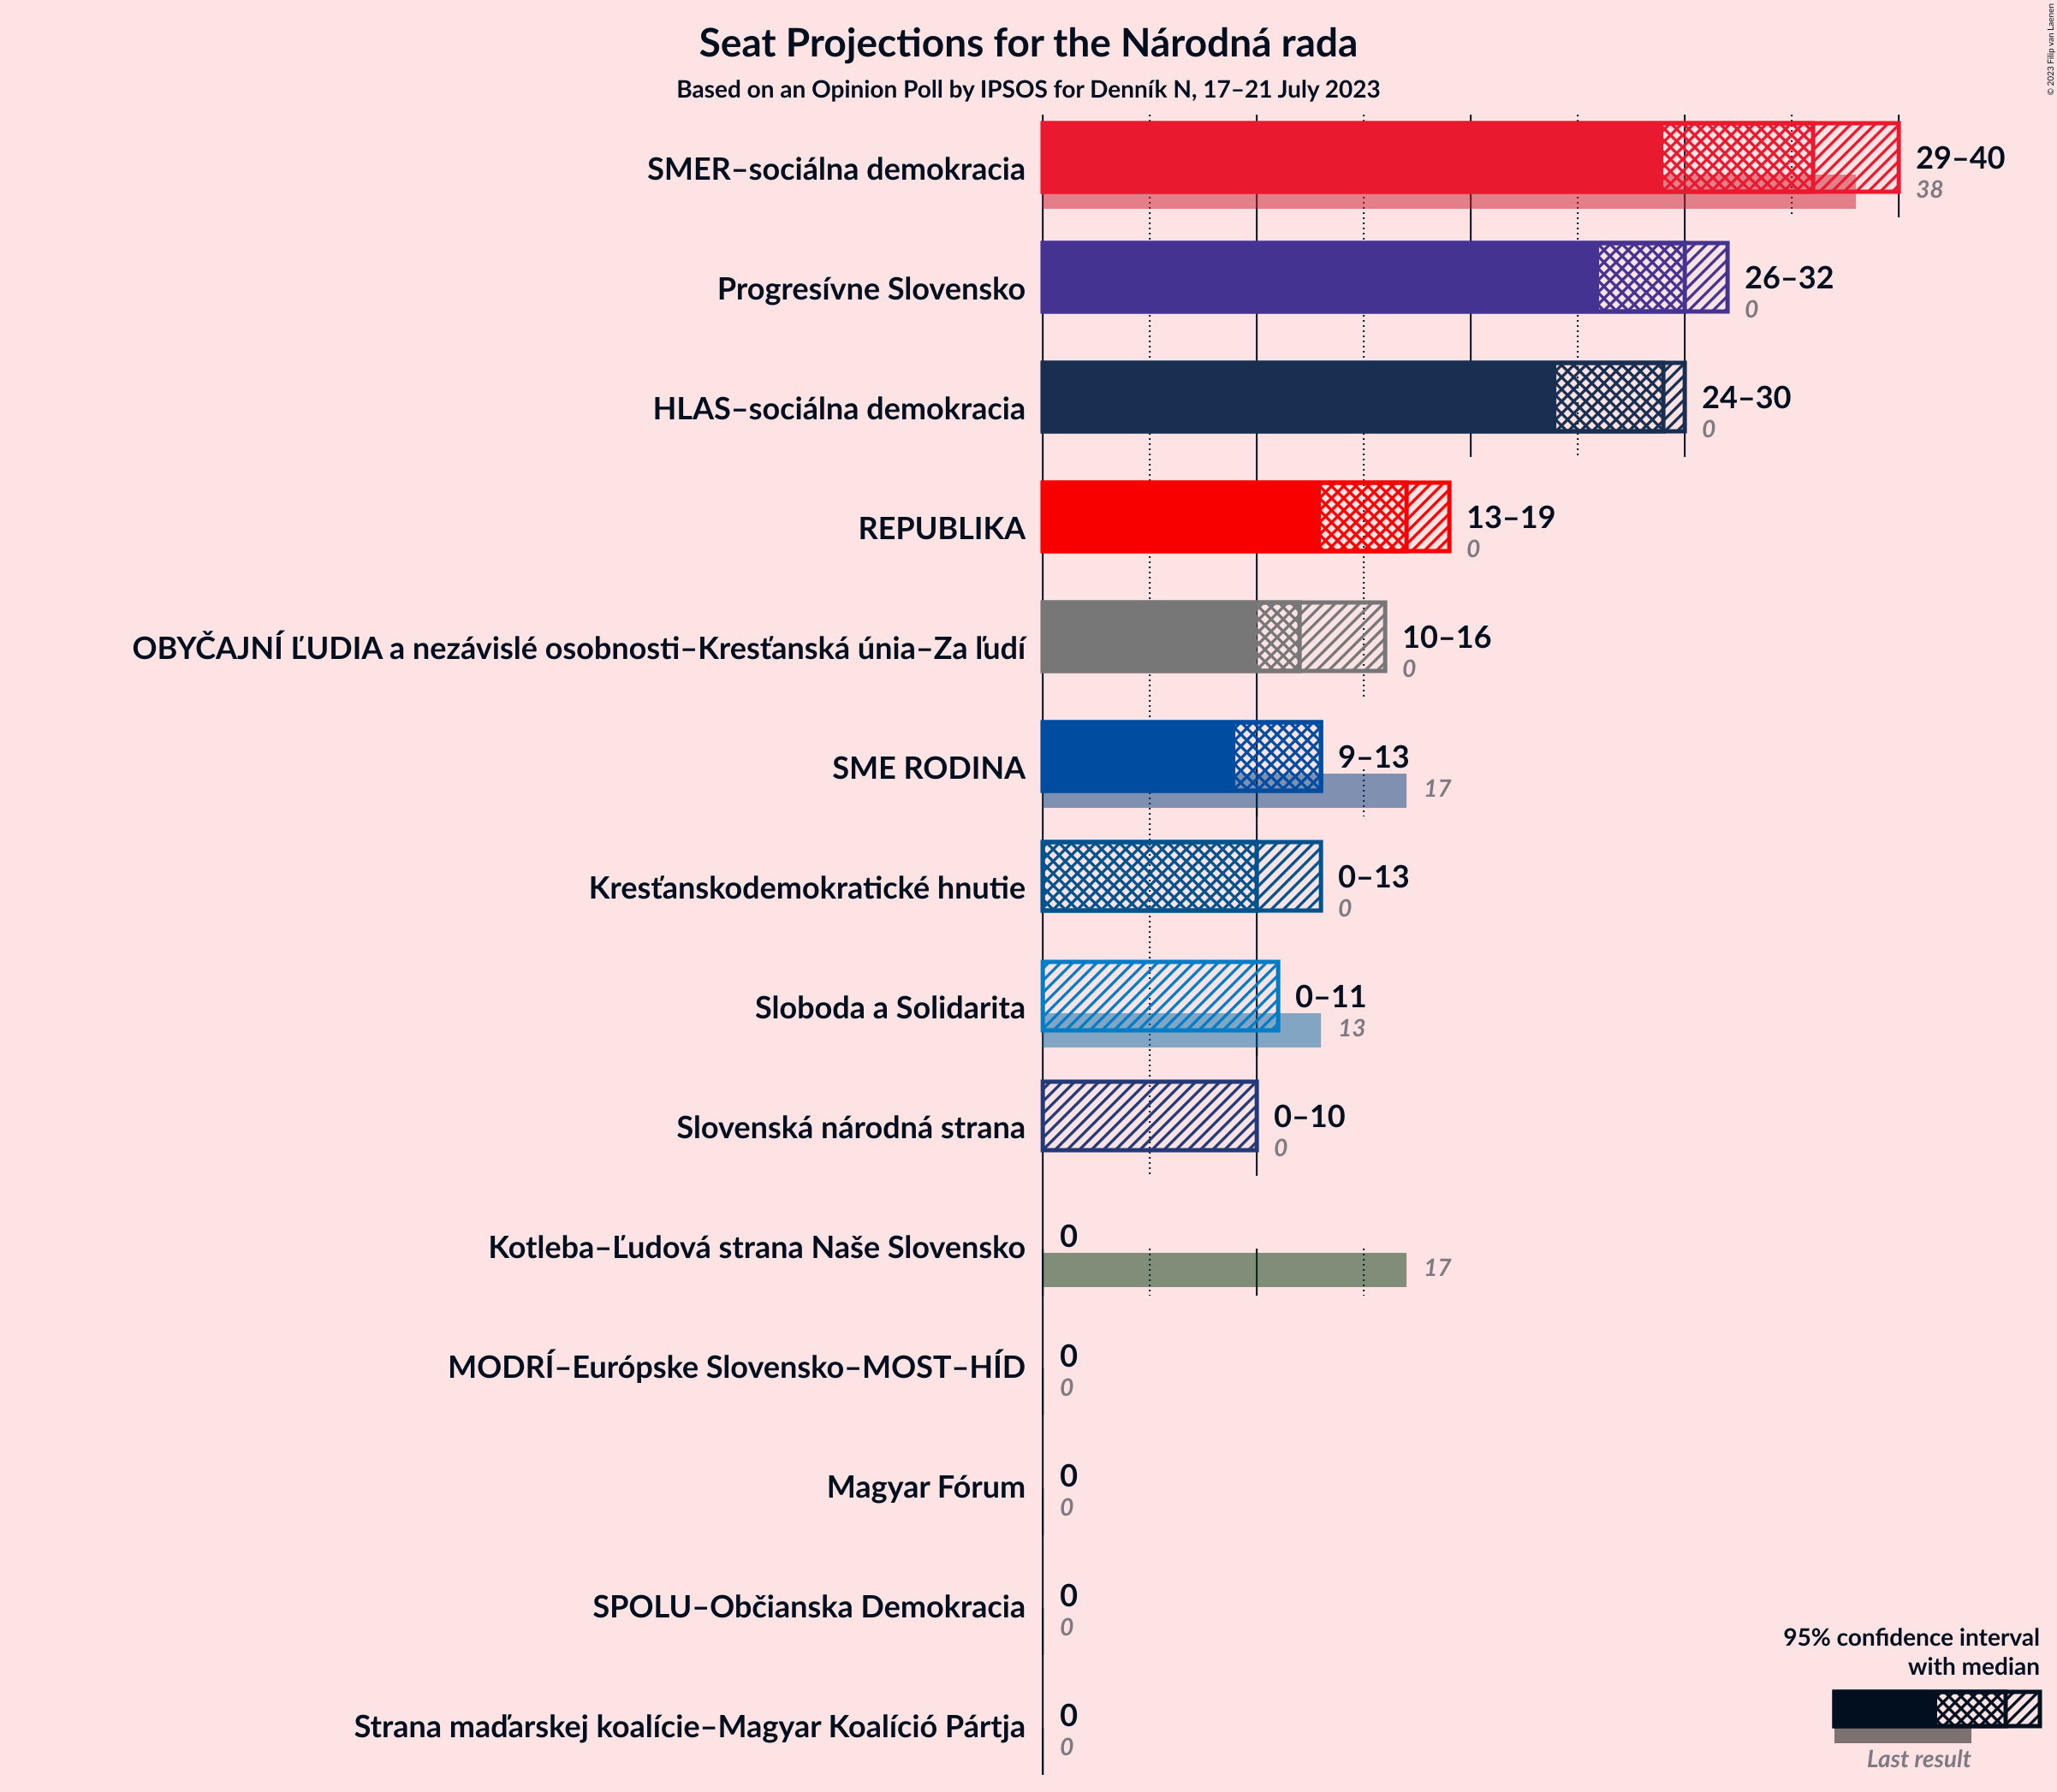 Seat Projections for the Národná rada
Based on an Opinion Poll by IPSOS for Denník N, 17–21 July 2023
© 2023 Filip van Laenen
SMER–sociálna demokracia
29–40
38
Progresívne Slovensko
26–32
0
HLAS–sociálna demokracia
24–30
0
REPUBLIKA
13–19
0
OBYČAJNÍ ĽUDIA a nezávislé osobnosti–Kresťanská únia–Za ľudí
10–16
0
SME RODINA
9–13
17
Kresťanskodemokratické hnutie
0–13
0
Sloboda a Solidarita
0–11
13
Slovenská národná strana
0–10
0
Kotleba–Ľudová strana Naše Slovensko
0
17
MODRÍ–Európske Slovensko–MOST–HÍD
0
0
Magyar Fórum
0
0
SPOLU–Občianska Demokracia
0
0
Strana maďarskej koalície–Magyar Koalíció Pártja
0
0
95% confidence interval
with median
Last result